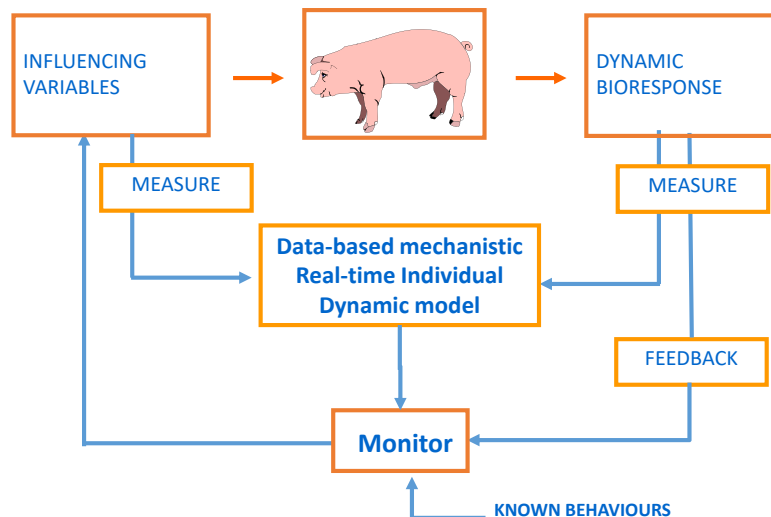 INFLUENCING
VARIABLES
DYNAMIC
BIORESPONSE
MEASURE
MEASURE
Data-based mechanistic
Real-time Individual
Dynamic model
FEEDBACK
Monitor
KNOWN BEHAVIOURS